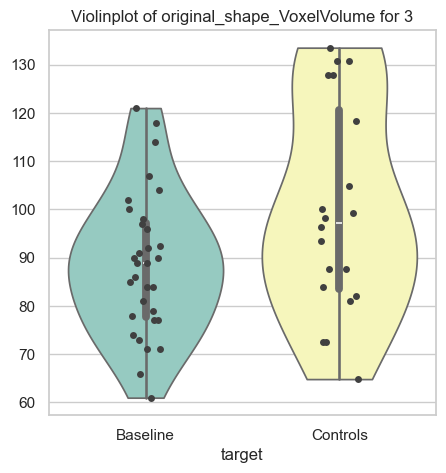 Violinplot of original_shape_VoxelVolume for 3
130
120
110
100
90
80
70
60
Baseline
Controls
target